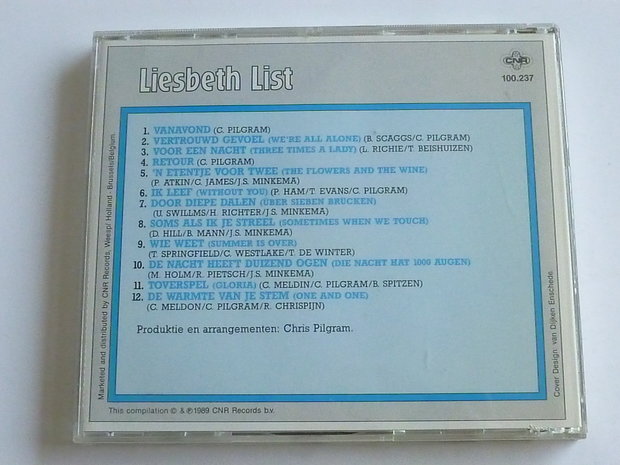 Liesbeth List
CNR
100.237
1. VANAVOND (C. PILGRAM)
2. VERTROUWD GEVOEL (WE'RE ALL ALONE) (B. SCAGGS/C. PILGRAM)
3. VOOR EEN NACHT (THREE TIMES A LADY) (L. RICHIE/T. BEISHUIZEN)
4. RETOUR (C. PILGRAM)
5. 'N ETENTJE VOOR TWEE (THE FLOWERS AND THE WINE)
(P. ATKIN/C. JAMES/J.S. MINKEMA)
6. IK LEEF (WITHOUT YOU) (P. HAM/T. EVANS/C. PILGRAM)
7. DOOR DIEPE DALEN (ÜBER SIEBEN BRUCKEN)
(U. SWILLMS/H. RICHTER/J.S. MINKEMA)
8. SOMS ALS IK JE STREEL (SOMETIMES WHEN WE TOUCH)
(D. HILL/B. MANN/J.S. MINKEMA)
9. WIE WEET (SUMMER IS OVER)
(T. SPRINGFIELD/C. WESTLAKE/T. DE WINTER)
10. DE NACHT HEEFT DUIZEND OGEN (DIE NACHT HAT 1000 AUGEN)
(M. HOLM/R. PIETSCH/J.S. MINKEMA)
11. TOVERSPEL (GLORIA) (C. MELDIN/C. PILGRAM/B. SPITZEN)
12. DE WARMTE VAN JE STEM (ONE AND ONE)
(C. MELDON/C. PILGRAM/R. CHRISPIJN)
Produktie en arrangementen: Chris Pilgram.
Marketed and distributed by CNR Records, Weesp/Holland - Brussels/Belgium.
Cover Design: van Dijken Enschede.
This compilation © & ℗ 1989 CNR Records b.v.